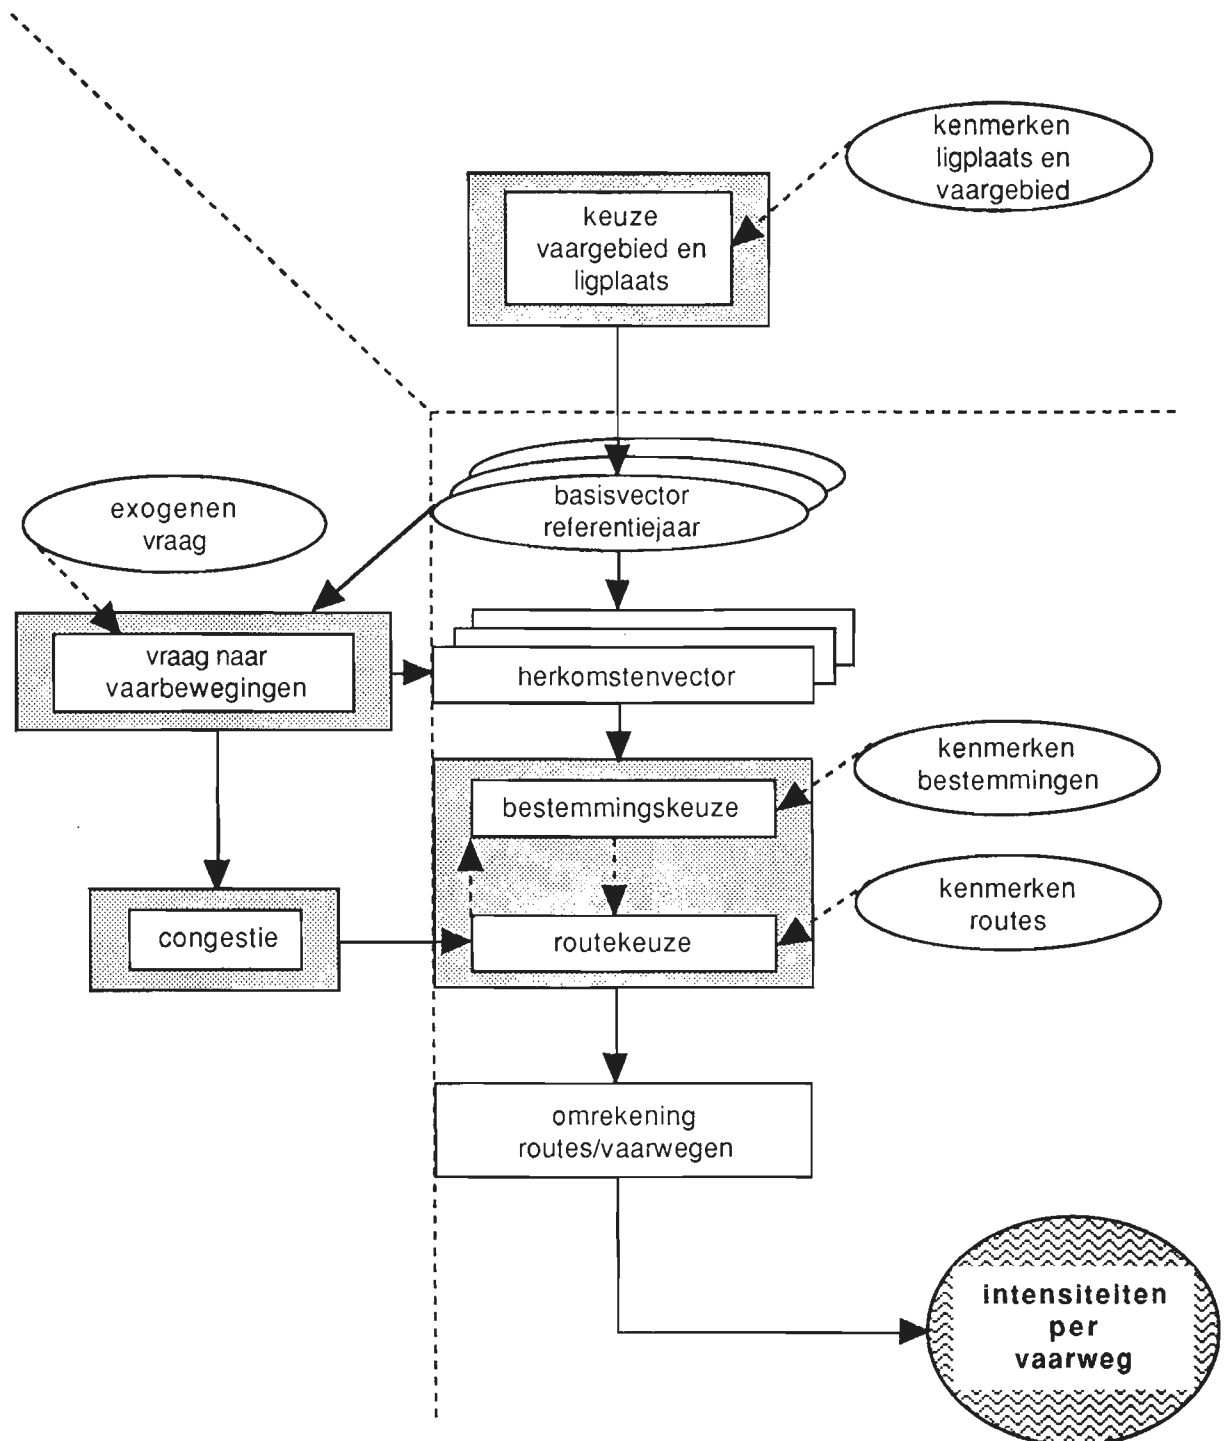 kenmerken
ligplaats en
vaargebied
keuze
vaargebied en
ligplaats
basisvector
referentiejaar
exogenen
vraag
vraag naar
vaarbewegingen
herkomstenvector
kenmerken
bestemmingen
bestemmingskeuze
kenmerken
routes
congestie
routekeuze
omrekening
routes/vaarwegen
intensiteiten
per
vaarweg